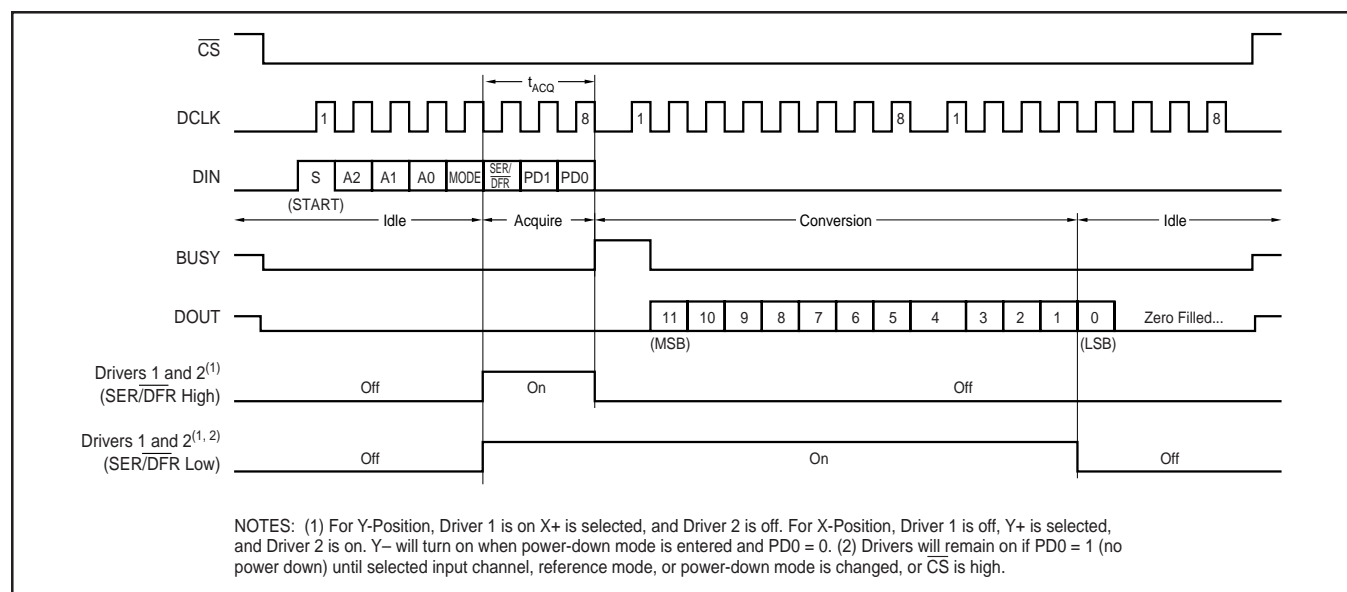 CS
tACQ
DCLK 1 8 1 8 1 8
DIN S A2 A1 A0 MODE SER/DFR PD1 PD0
(START)
Idle Acquire Conversion Idle
BUSY
DOUT 11 10 9 8 7 6 5 4 3 2 1 0 Zero Filled...
(MSB) (LSB)
Drivers 1 and 2(1)
(SER/DFR High) Off On Off
Drivers 1 and 2(1, 2)
(SER/DFR Low) Off On Off
NOTES: (1) For Y-Position, Driver 1 is on X+ is selected, and Driver 2 is off. For X-Position, Driver 1 is off, Y+ is selected,
and Driver 2 is on. Y– will turn on when power-down mode is entered and PD0 = 0. (2) Drivers will remain on if PD0 = 1 (no
power down) until selected input channel, reference mode, or power-down mode is changed, or CS is high.